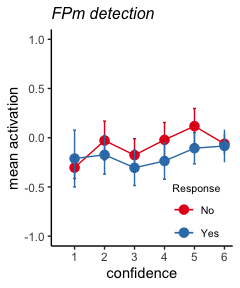 FPm detection
1.0
0.5
0.0
-0.5
-1.0
mean activation
Response
No
Yes
1 2 3 4 5 6
confidence